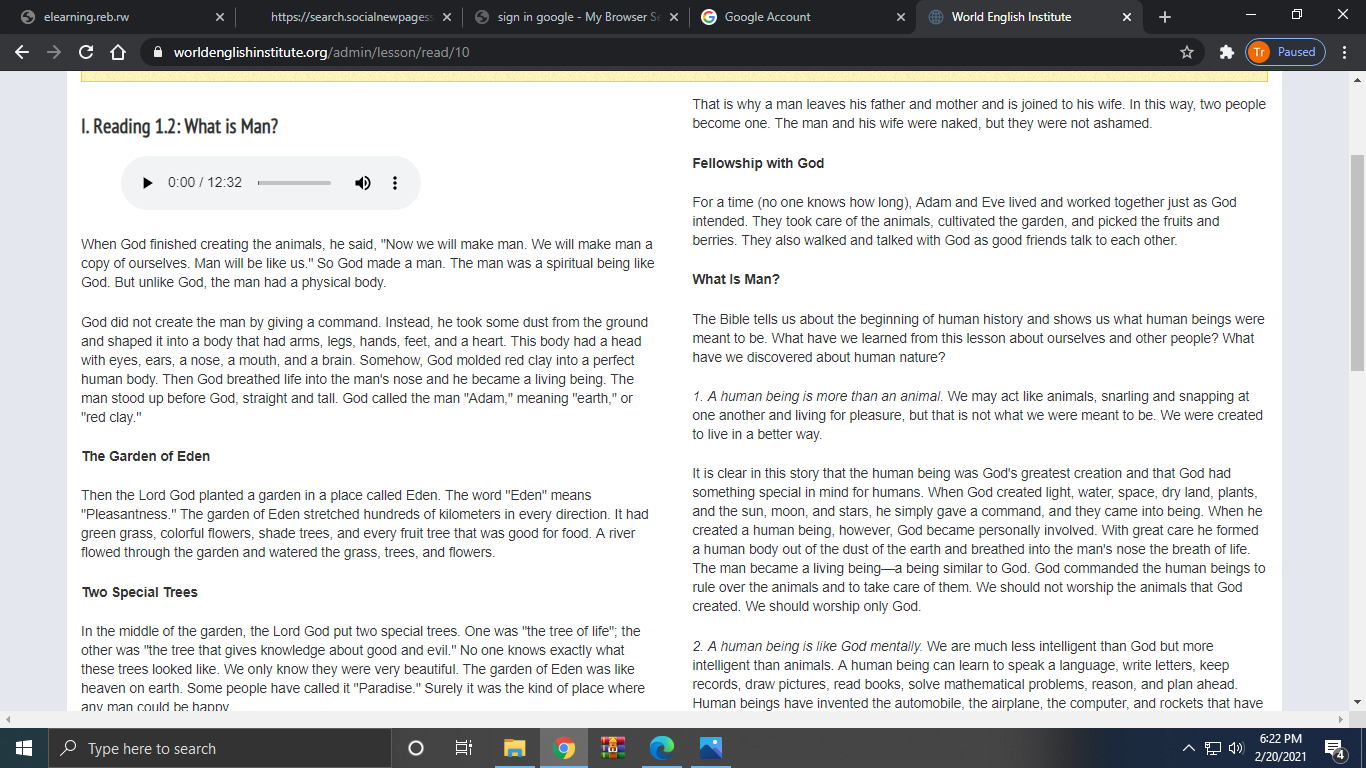 elearning.reb.rw
https://search.socialnewpagess
sign in google - My Browser Se
Google Account
World English Institute
worldenglishinstitute.org/admin/lesson/read/10
Tr
Paused
I. Reading 1.2: What is Man?
0:00 / 12:32
When God finished creating the animals, he said, "Now we will make man. We will make man a
copy of ourselves. Man will be like us." So God made a man. The man was a spiritual being like
God. But unlike God, the man had a physical body.
God did not create the man by giving a command. Instead, he took some dust from the ground
and shaped it into a body that had arms, legs, hands, feet, and a heart. This body had a head
with eyes, ears, a nose, a mouth, and a brain. Somehow, God molded red clay into a perfect
human body. Then God breathed life into the man's nose and he became a living being. The
man stood up before God, straight and tall. God called the man "Adam," meaning "earth," or
"red clay."
The Garden of Eden
Then the Lord God planted a garden in a place called Eden. The word "Eden" means
"Pleasantness." The garden of Eden stretched hundreds of kilometers in every direction. It had
green grass, colorful flowers, shade trees, and every fruit tree that was good for food. A river
flowed through the garden and watered the grass, trees, and flowers.
Two Special Trees
In the middle of the garden, the Lord God put two special trees. One was "the tree of life"; the
other was "the tree that gives knowledge about good and evil." No one knows exactly what
these trees looked like. We only know they were very beautiful. The garden of Eden was like
heaven on earth. Some people have called it "Paradise." Surely it was the kind of place where
any man could be happy
That is why a man leaves his father and mother and is joined to his wife. In this way, two people
become one. The man and his wife were naked, but they were not ashamed.
Fellowship with God
For a time (no one knows how long), Adam and Eve lived and worked together just as God
intended. They took care of the animals, cultivated the garden, and picked the fruits and
berries. They also walked and talked with God as good friends talk to each other.
What Is Man?
The Bible tells us about the beginning of human history and shows us what human beings were
meant to be. What have we learned from this lesson about ourselves and other people? What
have we discovered about human nature?
1. A human being is more than an animal. We may act like animals, snarling and snapping at
one another and living for pleasure, but that is not what we were meant to be. We were created
to live in a better way.
It is clear in this story that the human being was God's greatest creation and that God had
something special in mind for humans. When God created light, water, space, dry land, plants,
and the sun, moon, and stars, he simply gave a command, and they came into being. When he
created a human being, however, God became personally involved. With great care he formed
a human body out of the dust of the earth and breathed into the man's nose the breath of life.
The man became a living being—a being similar to God. God commanded the human beings to
rule over the animals and to take care of them. We should not worship the animals that God
created. We should worship only God.
2. A human being is like God mentally. We are much less intelligent than God but more
intelligent than animals. A human being can learn to speak a language, write letters, keep
records, draw pictures, read books, solve mathematical problems, reason, and plan ahead.
Human beings have invented the automobile, the airplane, the computer, and rockets that have
Type here to search
6:22 PM
2/20/2021
4